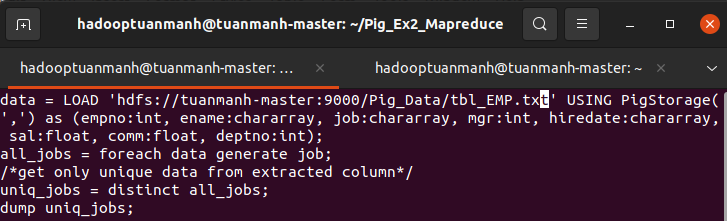 hadooptuanmanh@tuanmanh-master: ~/Pig_Ex2_Mapreduce
hadooptuanmanh@tuanmanh-master: ...
hadooptuanmanh@tuanmanh-master: ~
data = LOAD 'hdfs://tuanmanh-master:9000/Pig_Data/tbl_EMP.txt' USING PigStorage(
',') as (empno:int, ename:chararray, job:chararray, mgr:int, hiredate:chararray,
 sal:float, comm:float, deptno:int);
all_jobs = foreach data generate job;
/*get only unique data from extracted column*/
uniq_jobs = distinct all_jobs;
dump uniq_jobs;